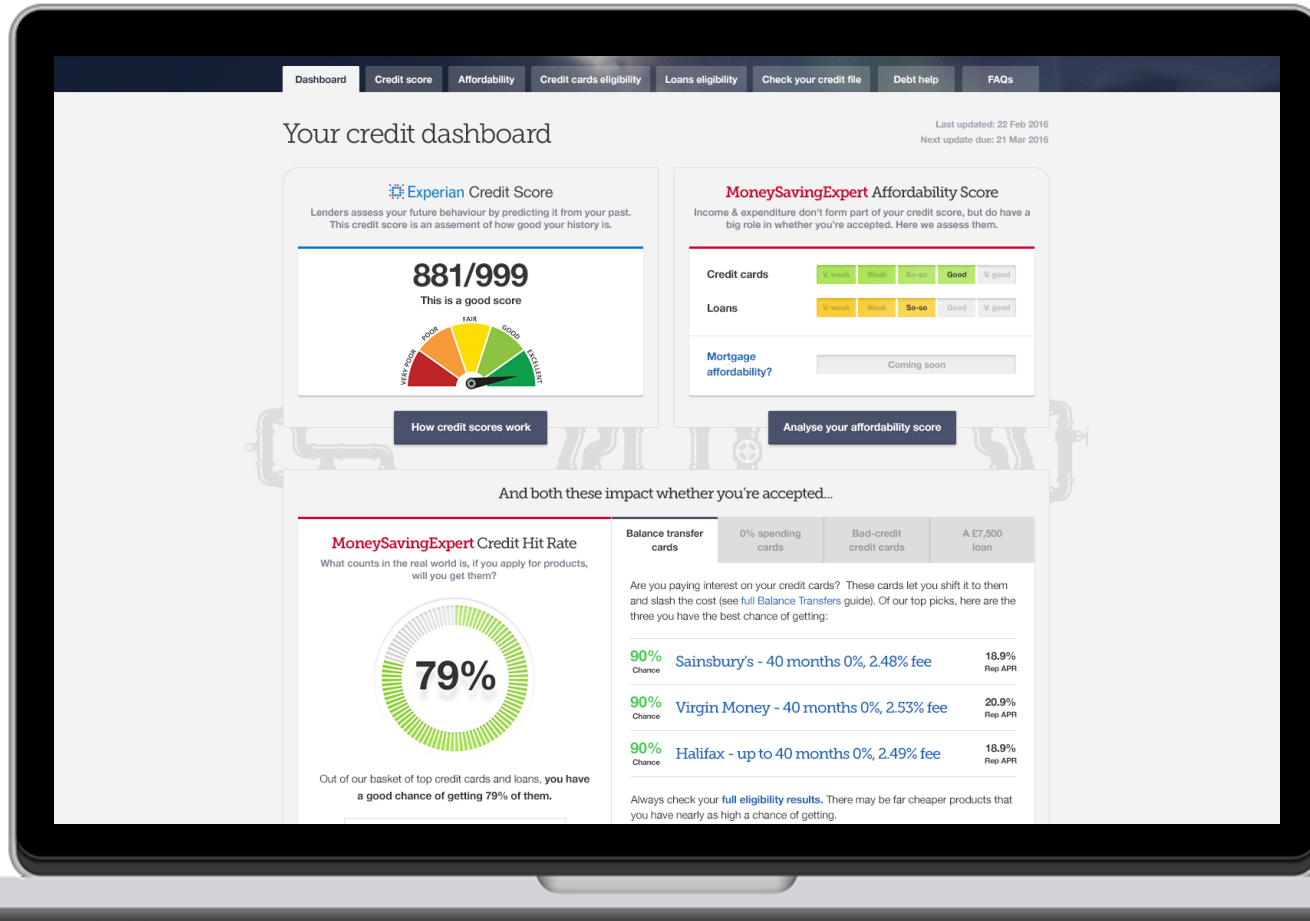 Dashboard
Credit score
Affordability
Credit cards eligibility
Loans eligibility
Check your credit file
Debt help
FAQs
Your credit dashboard
Last updated: 22 Feb 2016
Next update due: 21 Mar 2016
Experian Credit Score
Lenders assess your future behaviour by predicting it from your past.
This credit score is an assement of how good your history is.
881/999
This is a good score
VERY POOR
POOR
FAIR
GOOD
EXCELLENT
How credit scores work
MoneySavingExpert Affordability Score
Income & expenditure don't form part of your credit score, but do have a
big role in whether you're accepted. Here we assess them.
Credit cards
V. weak
Weak
So-so
Good
V. good
Loans
V. weak
Weak
So-so
Good
V. good
Mortgage
affordability?
Coming soon
Analyse your affordability score
And both these impact whether you're accepted...
MoneySavingExpert Credit Hit Rate
What counts in the real world is, if you apply for products,
will you get them?
79%
Out of our basket of top credit cards and loans, you have
a good chance of getting 79% of them.
Balance transfer
cards
0% spending
cards
Bad-credit
credit cards
A £7,500
loan
Are you paying interest on your credit cards? These cards let you shift it to them
and slash the cost (see full Balance Transfers guide). Of our top picks, here are the
three you have the best chance of getting:
90%
Chance
Sainsbury's - 40 months 0%, 2.48% fee
18.9%
Rep APR
90%
Chance
Virgin Money - 40 months 0%, 2.53% fee
20.9%
Rep APR
90%
Chance
Halifax - up to 40 months 0%, 2.49% fee
18.9%
Rep APR
Always check your full eligibility results. There may be far cheaper products that
you have nearly as high a chance of getting.